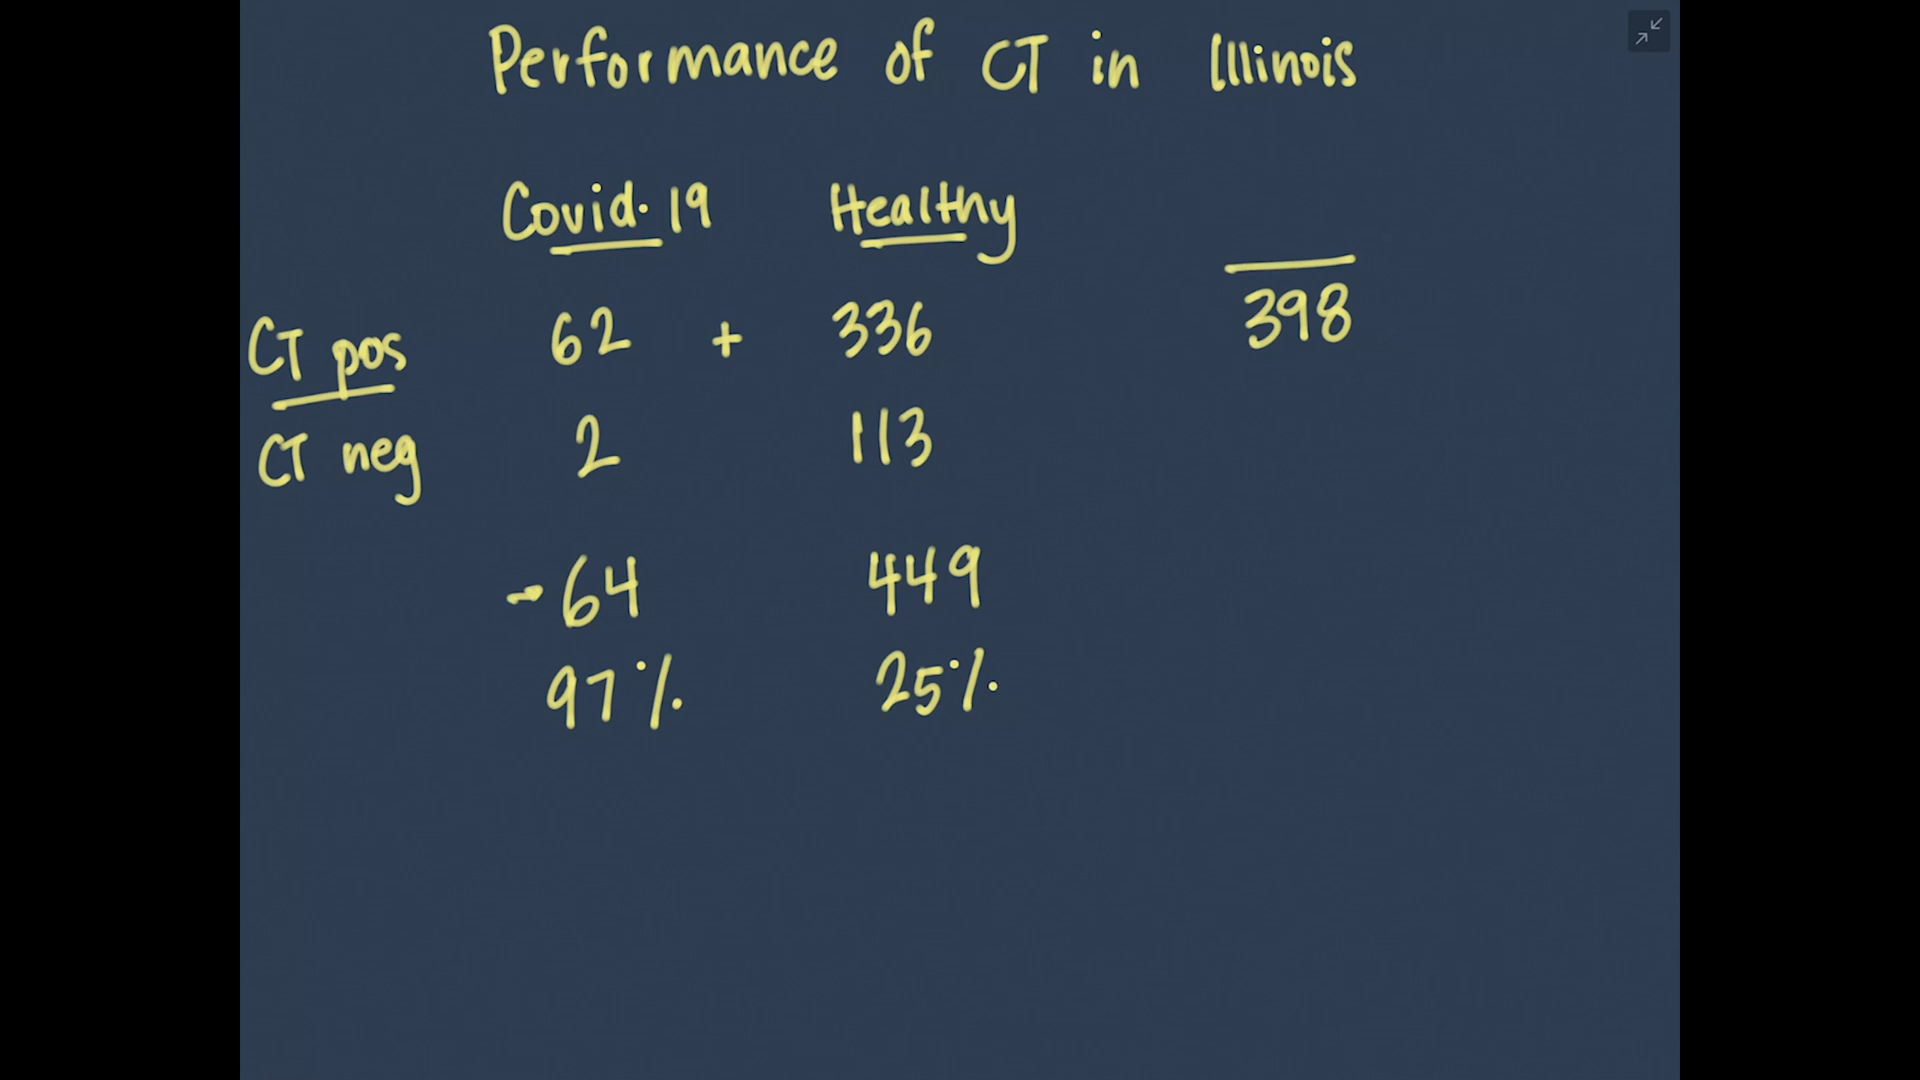 Performance of CT in Illinois
Covid-19 Healthy
CT pos 62 + 336 398
CT neg 2 113
- 64 449
97% 25%